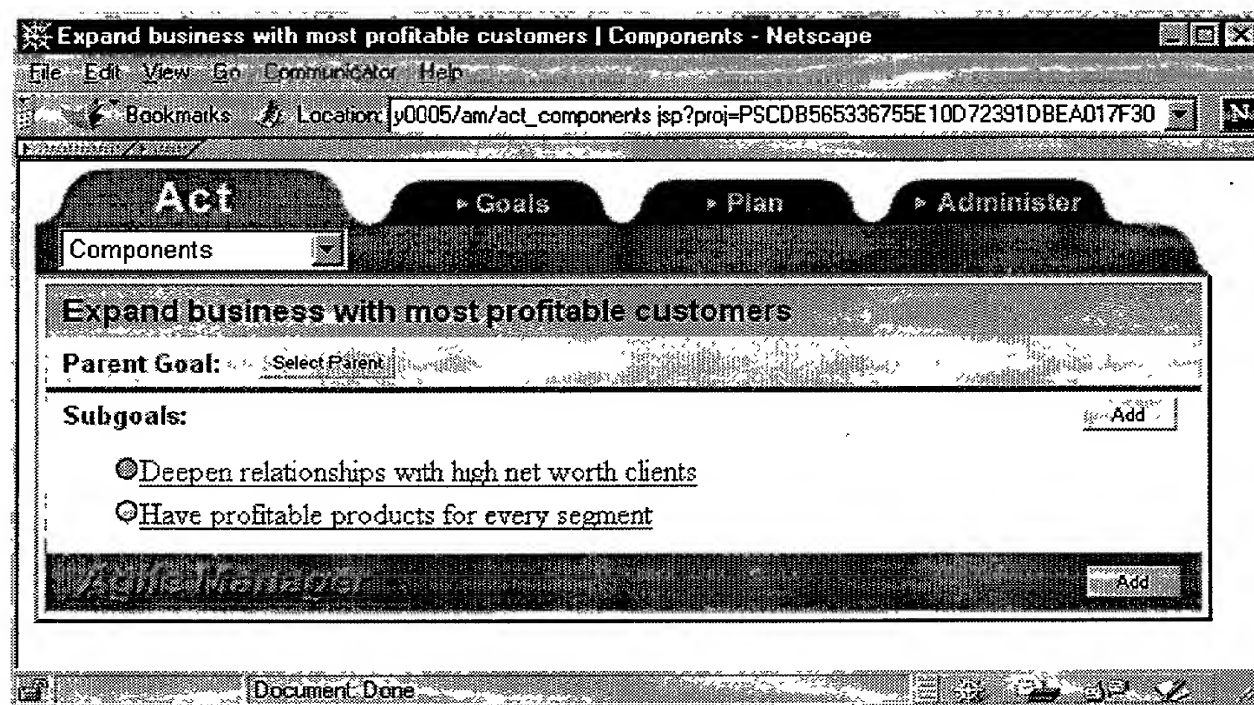 Expand business with most profitable customers | Components - Netscape
File Edit View Go Communicator Help
Bookmarks Location: y0005/am/act_components jsp?proj=PSCDB565336755E10D72391DBEA017F30 N
Act Goals Plan Administer
Components
Expand business with most profitable customers
Parent Goal: Select Parent
Subgoals: Add
Deepen relationships with high net worth clients
Have profitable products for every segment
Agile Manager Add
Document: Done